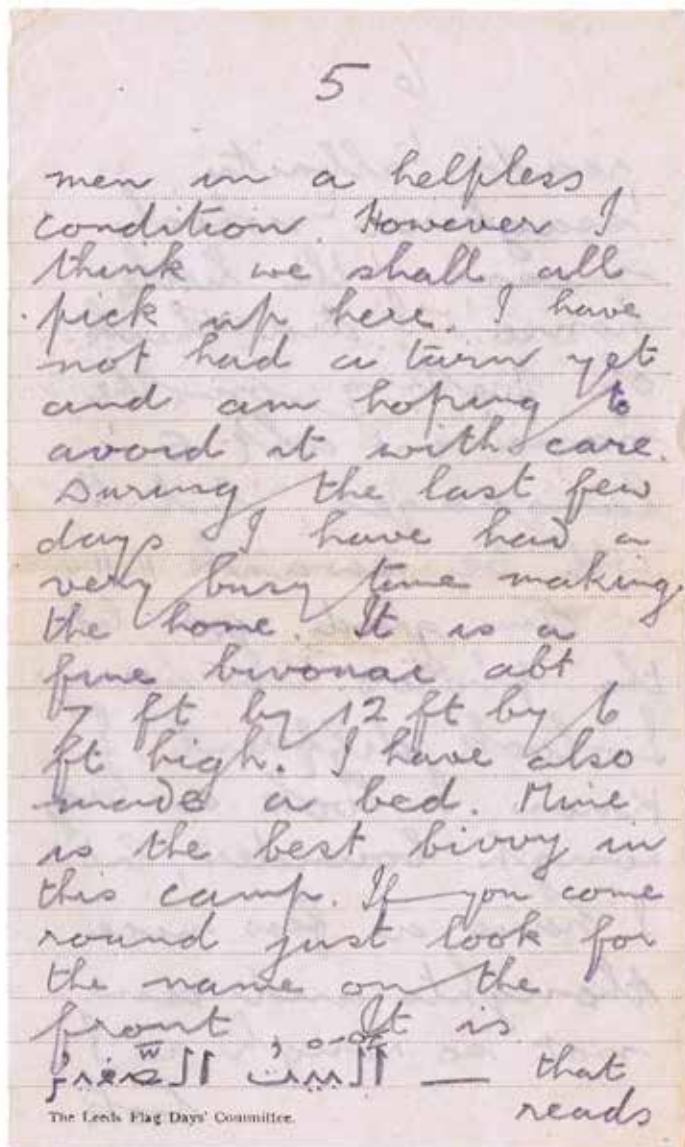 5
men in a helpless
condition. However I
think we shall all
pick up here. I have
not had a turn yet
and am hoping to
avoid it with care.
During the last few
days I have had a
very busy time making
the home. It is a
fine bivouac abt
7 ft by 12 ft by 6
ft high. I have also
made a bed. Mine
is the best bivvy in
this camp. If you come
round just look for
the name on the
front It is
البيت الصغير — that
reads
The Leeds Flag Days' Committee.